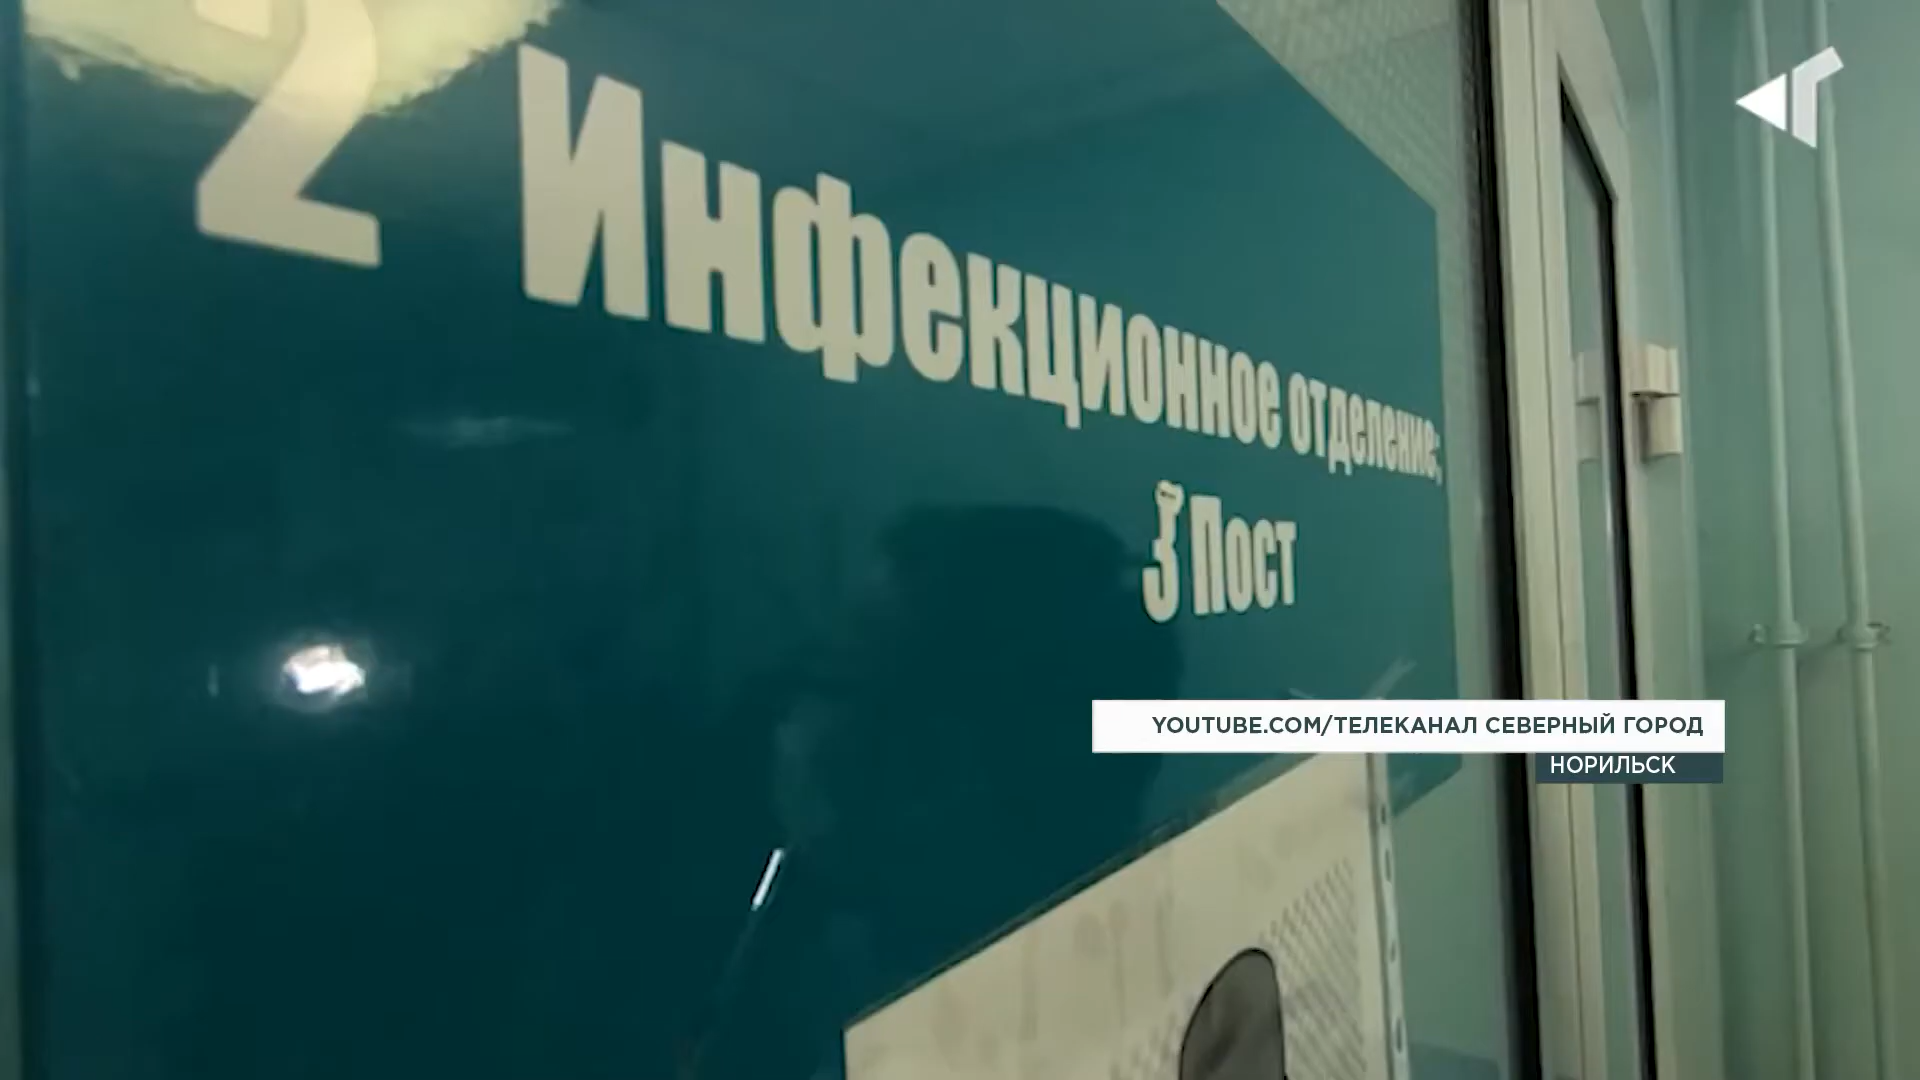 2 Инфекционное отделение;
3 Пост
YOUTUBE.COM/ТЕЛЕКАНАЛ СЕВЕРНЫЙ ГОРОД
НОРИЛЬСК